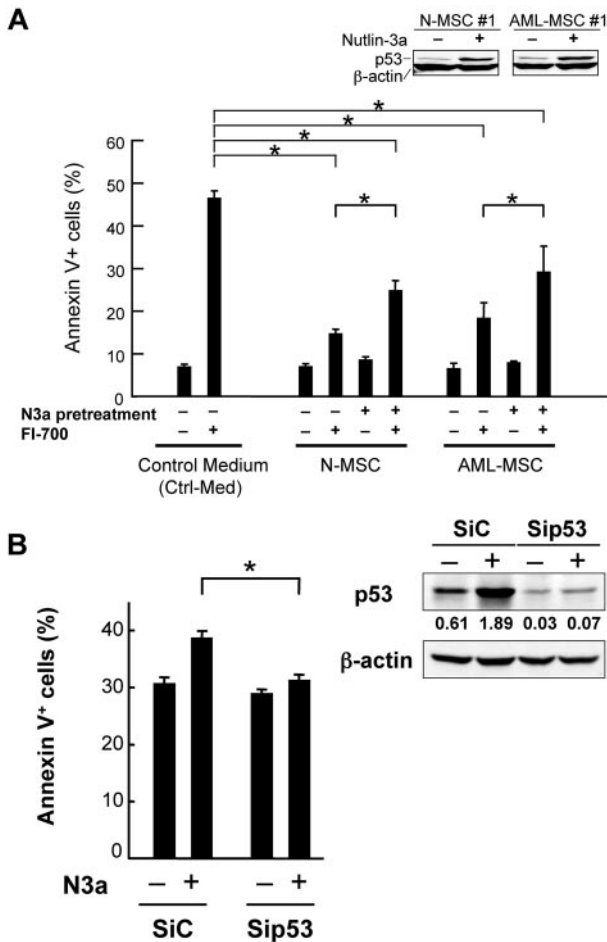 A
N-MSC #1 AML-MSC #1
Nutlin-3a – + – +
p53
β-actin
* 
*
*
*
* *
60
50
40
30
20
10
0
Annexin V+ cells (%)
N3a pretreatment – – – – + + – – + +
FI-700 – + – + – + – + – +
Control Medium
(Ctrl-Med)
N-MSC
AML-MSC
B
SiC Sip53
– + – +
p53
0.61 1.89 0.03 0.07
β-actin
*
40
30
20
10
0
Annexin V+ cells (%)
N3a – + – +
SiC Sip53